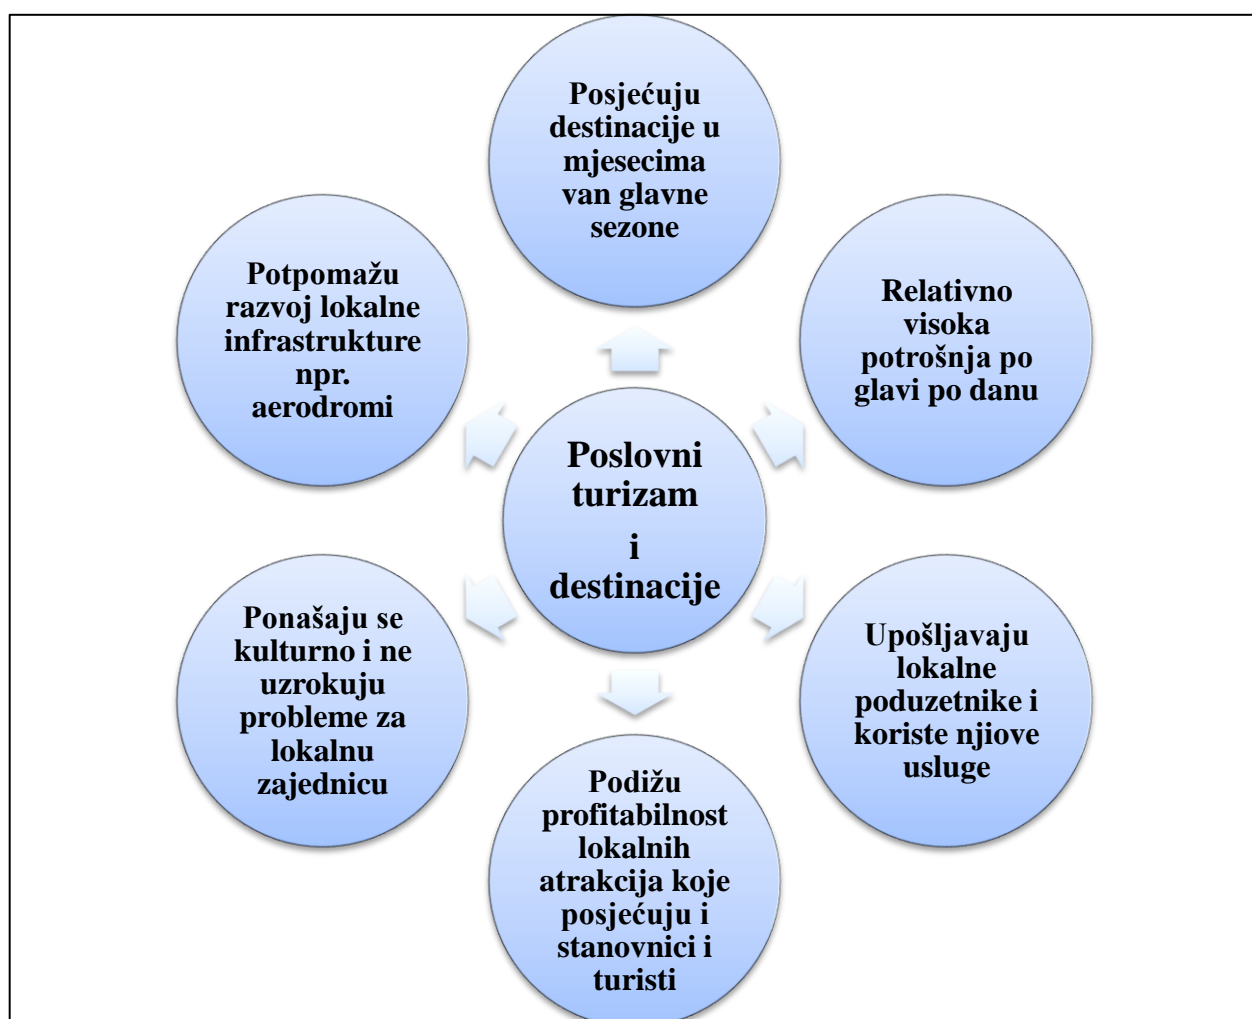 Posjećuju
destinacije u
mjesecima
van glavne
sezone
Relativno
visoka
potrošnja po
glavi po danu
Upošljavaju
lokalne
poduzetnike i
koriste njiove
usluge
Podižu
profitabilnost
lokalnih
atrakcija koje
posjećuju i
stanovnici i
turisti
Ponašaju se
kulturno i ne
uzrokuju
probleme za
lokalnu
zajednicu
Potpomažu
razvoj lokalne
infrastrukture
npr.
aerodromi
Poslovni
turizam
i
destinacije